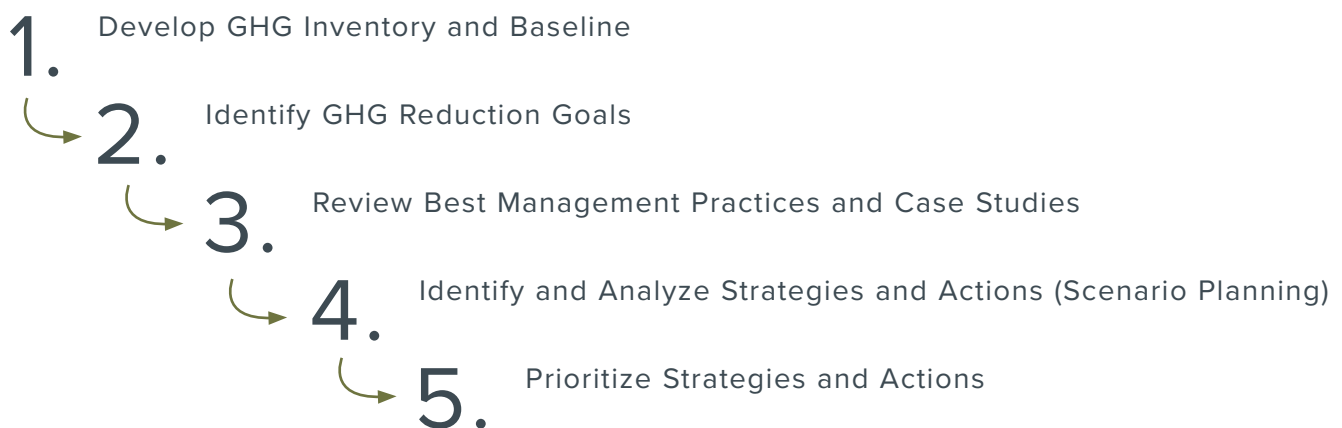 1. Develop GHG Inventory and Baseline
2. Identify GHG Reduction Goals
3. Review Best Management Practices and Case Studies
4. Identify and Analyze Strategies and Actions (Scenario Planning)
5. Prioritize Strategies and Actions